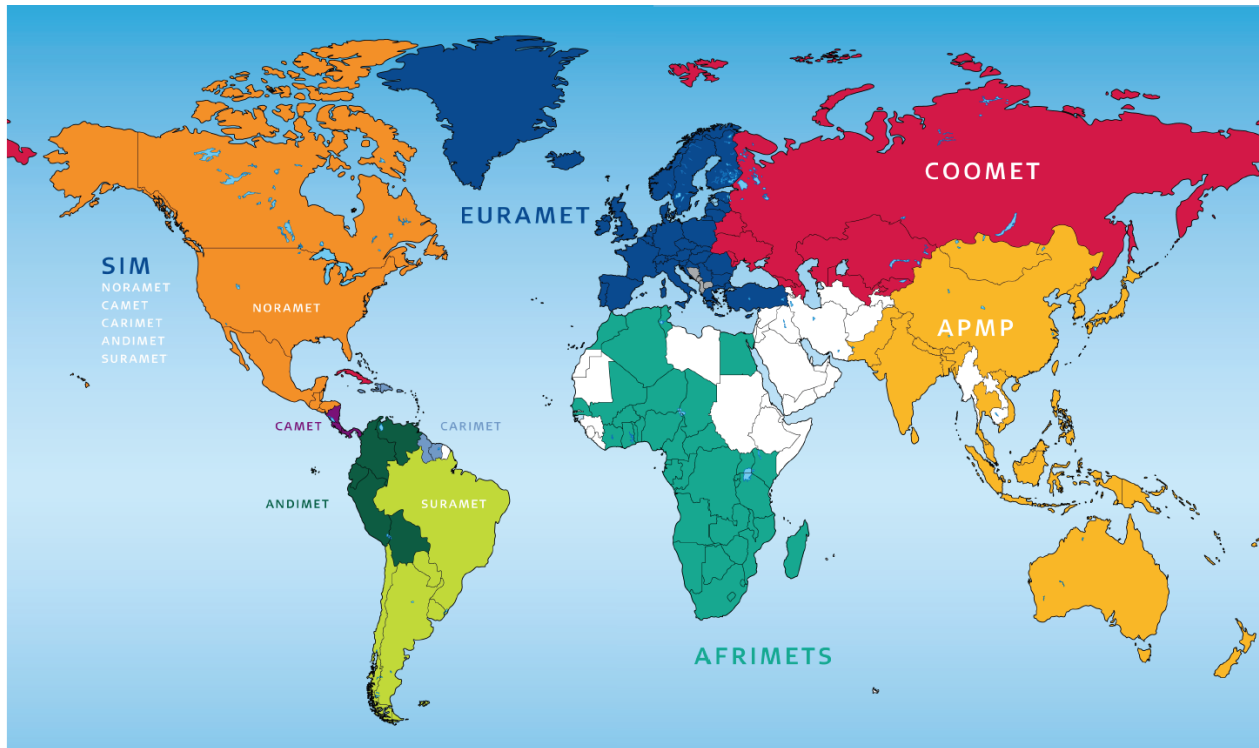 COOMET
EURAMET
SIM
NORAMET
CAMET
CARIMET
ANDIMET
SURAMET
NORAMET
APMP
CAMET
CARIMET
ANDIMET
SURAMET
AFRIMETS